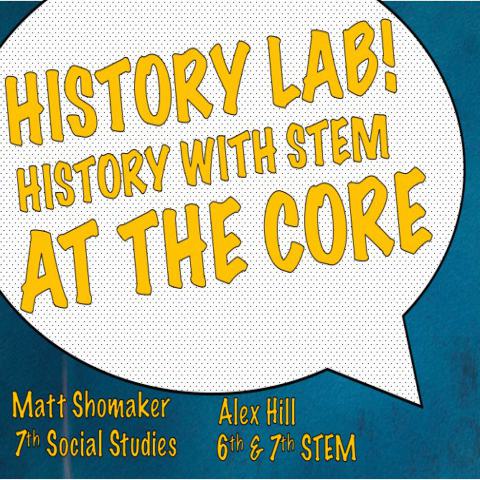 HISTORY LAB!
HISTORY WITH STEM
AT THE CORE
Matt Shomaker
7th Social Studies
Alex Hill
6th & 7th STEM